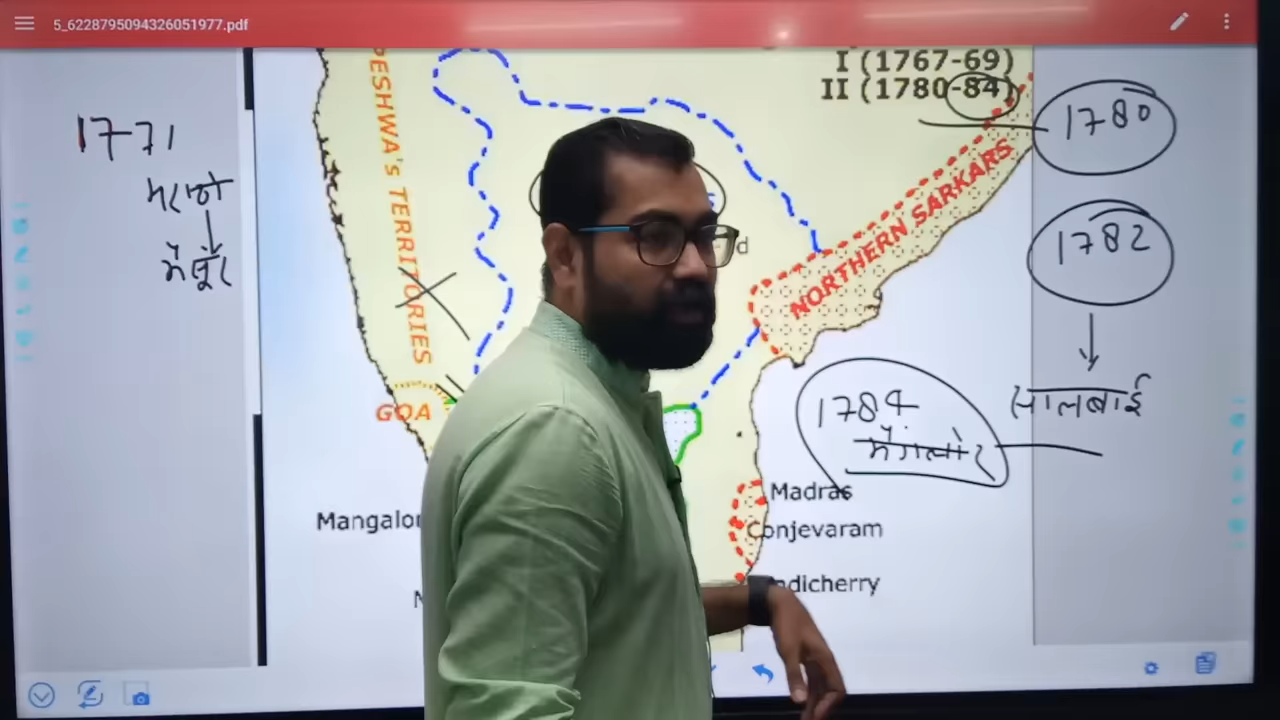 5_6228795094326051977.pdf
I (1767-69)
II (1780-84)
1780
1771
मराठा
मैसूर
PESHWA's TERRITORIES
NORTHERN SARKARS
1782
सालबाई
GOA
1784
मैंगलोर
Madras
Mangalor
Conjevaram
ndicherry